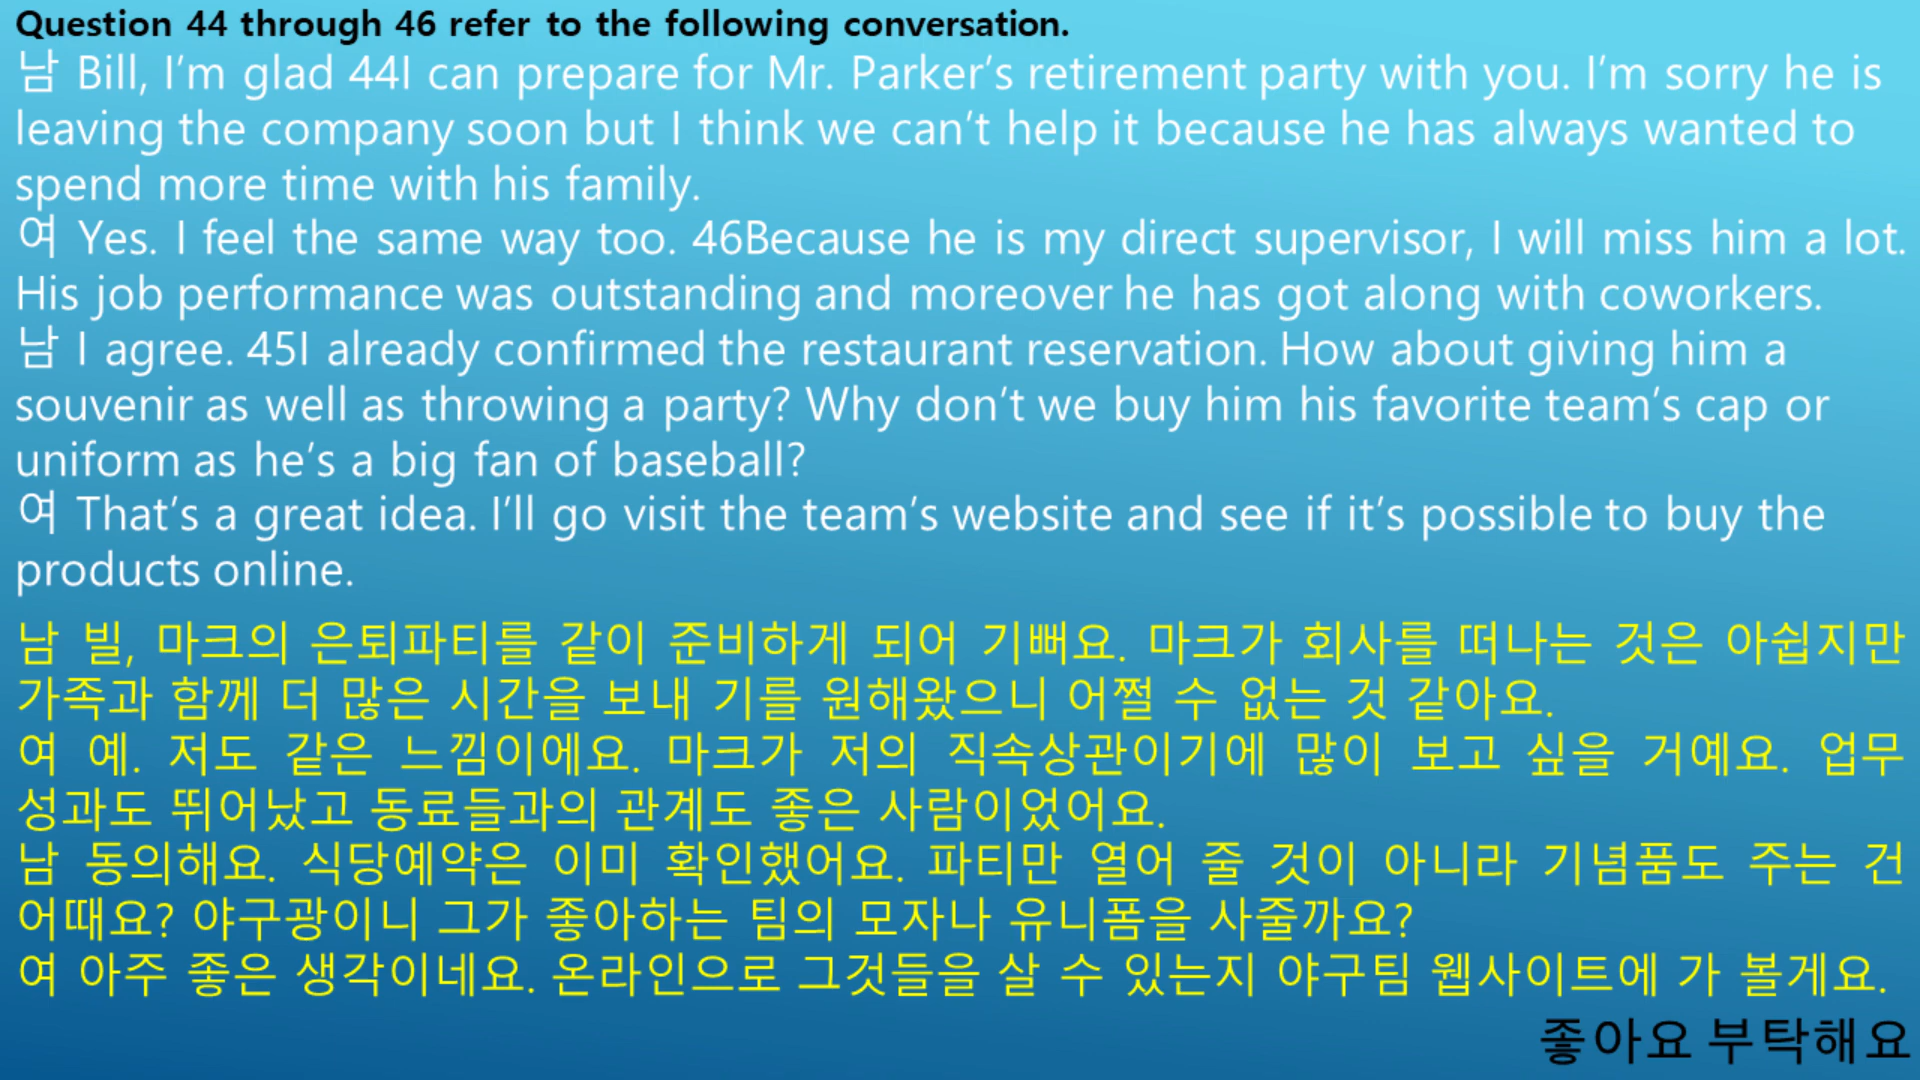 Question 44 through 46 refer to the following conversation.
남 Bill, I’m glad 44I can prepare for Mr. Parker’s retirement party with you. I’m sorry he is
leaving the company soon but I think we can’t help it because he has always wanted to
spend more time with his family.
여 Yes. I feel the same way too. 46Because he is my direct supervisor, I will miss him a lot.
His job performance was outstanding and moreover he has got along with coworkers.
남 I agree. 45I already confirmed the restaurant reservation. How about giving him a
souvenir as well as throwing a party? Why don’t we buy him his favorite team’s cap or
uniform as he’s a big fan of baseball?
여 That’s a great idea. I’ll go visit the team’s website and see if it’s possible to buy the
products online.
남 빌, 마크의 은퇴파티를 같이 준비하게 되어 기뻐요. 마크가 회사를 떠나는 것은 아쉽지만
가족과 함께 더 많은 시간을 보내 기를 원해왔으니 어쩔 수 없는 것 같아요.
여 예. 저도 같은 느낌이에요. 마크가 저의 직속상관이기에 많이 보고 싶을 거예요. 업무
성과도 뛰어났고 동료들과의 관계도 좋은 사람이었어요.
남 동의해요. 식당예약은 이미 확인했어요. 파티만 열어 줄 것이 아니라 기념품도 주는 건
어때요? 야구광이니 그가 좋아하는 팀의 모자나 유니폼을 사줄까요?
여 아주 좋은 생각이네요. 온라인으로 그것들을 살 수 있는지 야구팀 웹사이트에 가 볼게요.
좋아요 부탁해요